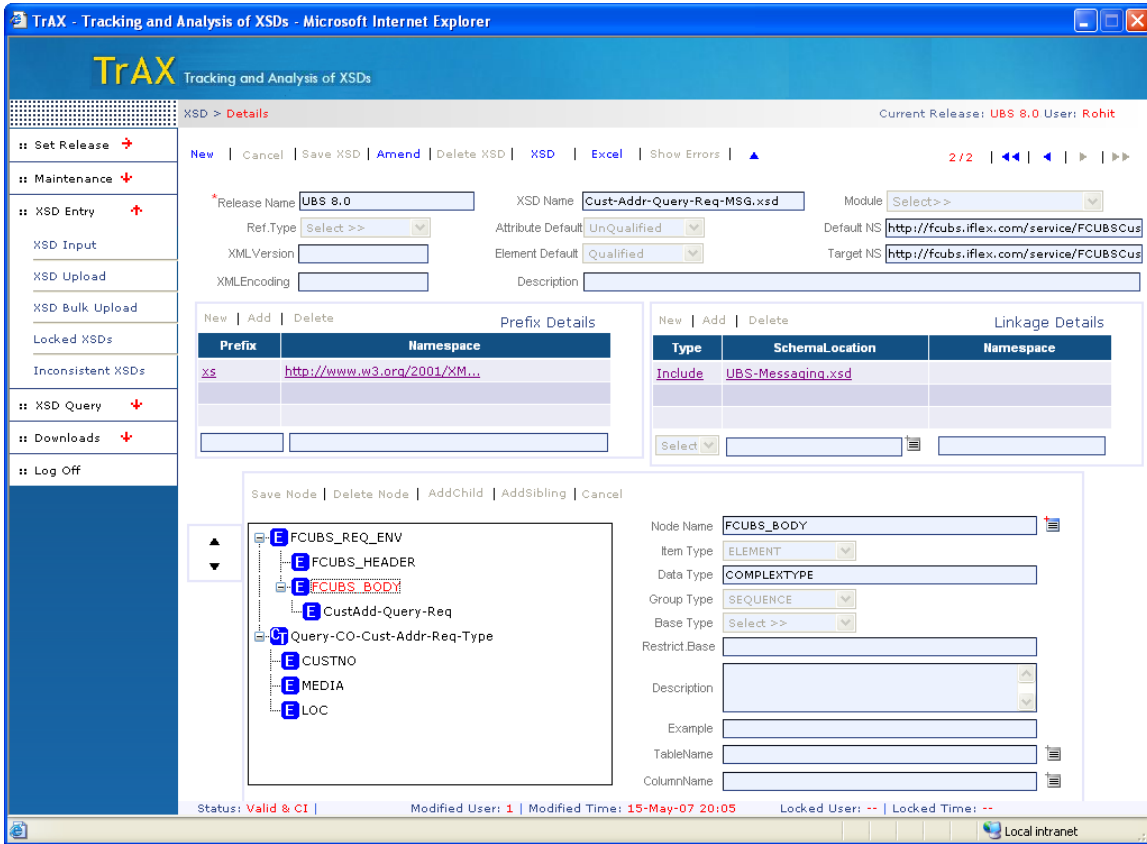 TrAX - Tracking and Analysis of XSDs - Microsoft Internet Explorer
TrAX Tracking and Analysis of XSDs
XSD > Details
Current Release: UBS 8.0 User: Rohit
:: Set Release
:: Maintenance
:: XSD Entry
XSD Input
XSD Upload
XSD Bulk Upload
Locked XSDs
Inconsistent XSDs
:: XSD Query
:: Downloads
:: Log Off
New | Cancel | Save XSD | Amend | Delete XSD | XSD | Excel | Show Errors |
2/2 | | | |
*Release Name UBS 8.0
XSD Name Cust-Addr-Query-Req-MSG.xsd
Module Select>>
Ref.Type Select >>
Attribute Default UnQualified
Default NS http://fcubs.iflex.com/service/FCUBSCus
XMLVersion
Element Default Qualified
Target NS http://fcubs.iflex.com/service/FCUBSCus
XMLEncoding
Description
New | Add | Delete
Prefix Details
Prefix Namespace
xs http://www.w3.org/2001/XM...
New | Add | Delete
Linkage Details
Type SchemaLocation Namespace
Include UBS-Messaging.xsd
Select
Save Node | Delete Node | AddChild | AddSibling | Cancel
E FCUBS_REQ_ENV
E FCUBS_HEADER
E FCUBS_BODY
E CustAdd-Query-Req
CT Query-CO-Cust-Addr-Req-Type
E CUSTNO
E MEDIA
E LOC
Node Name FCUBS_BODY
Item Type ELEMENT
Data Type COMPLEXTYPE
Group Type SEQUENCE
Base Type Select >>
Restrict.Base
Description
Example
TableName
ColumnName
Status: Valid & CI |
Modified User: 1 | Modified Time: 15-May-07 20:05
Locked User: -- | Locked Time: --
Local intranet